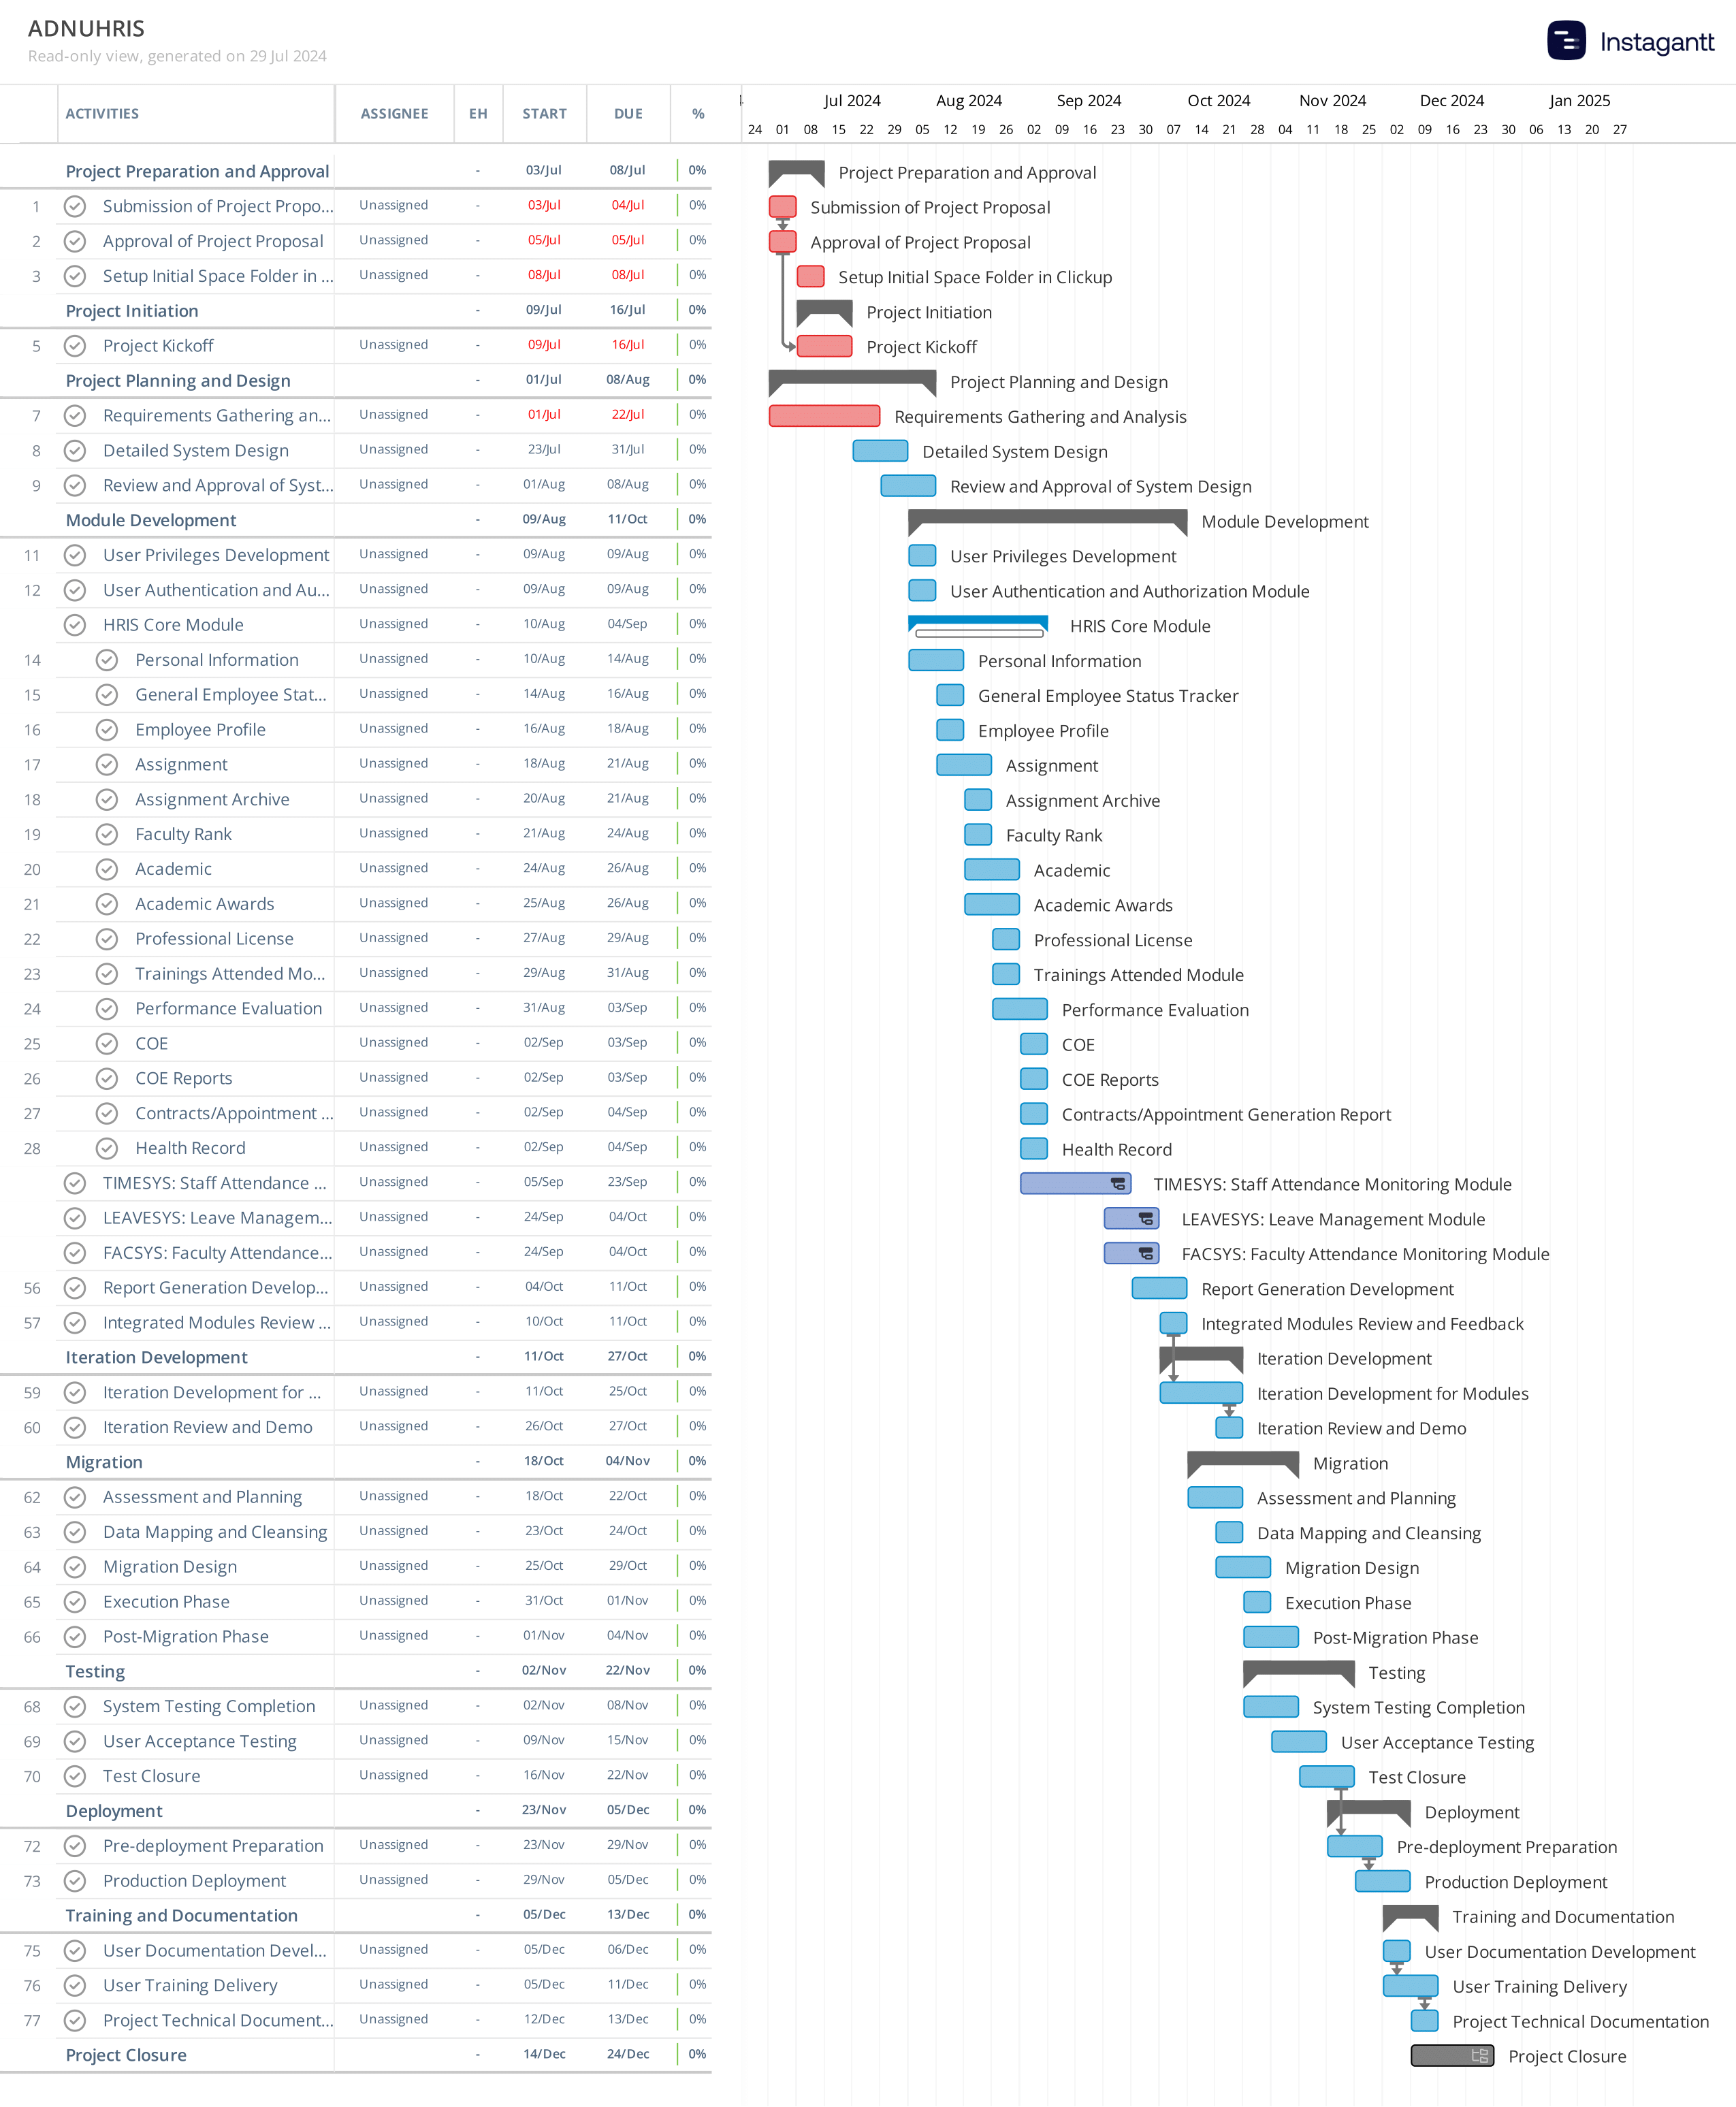 ADNUHRIS
Read-only view, generated on 29 Jul 2024
Instagantt
ACTIVITIES ASSIGNEE EH START DUE %
Jul 2024 Aug 2024 Sep 2024 Oct 2024 Nov 2024 Dec 2024 Jan 2025
24 01 08 15 22 29 05 12 19 26 02 09 16 23 30 07 14 21 28 04 11 18 25 02 09 16 23 30 06 13 20 27
Project Preparation and Approval - 03/Jul 08/Jul 0% Project Preparation and Approval
1 Submission of Project Propo... Unassigned - 03/Jul 04/Jul 0% Submission of Project Proposal
2 Approval of Project Proposal Unassigned - 05/Jul 05/Jul 0% Approval of Project Proposal
3 Setup Initial Space Folder in ... Unassigned - 08/Jul 08/Jul 0% Setup Initial Space Folder in Clickup
Project Initiation - 09/Jul 16/Jul 0% Project Initiation
5 Project Kickoff Unassigned - 09/Jul 16/Jul 0% Project Kickoff
Project Planning and Design - 01/Jul 08/Aug 0% Project Planning and Design
7 Requirements Gathering an... Unassigned - 01/Jul 22/Jul 0% Requirements Gathering and Analysis
8 Detailed System Design Unassigned - 23/Jul 31/Jul 0% Detailed System Design
9 Review and Approval of Syst... Unassigned - 01/Aug 08/Aug 0% Review and Approval of System Design
Module Development - 09/Aug 11/Oct 0% Module Development
11 User Privileges Development Unassigned - 09/Aug 09/Aug 0% User Privileges Development
12 User Authentication and Au... Unassigned - 09/Aug 09/Aug 0% User Authentication and Authorization Module
HRIS Core Module Unassigned - 10/Aug 04/Sep 0% HRIS Core Module
14 Personal Information Unassigned - 10/Aug 14/Aug 0% Personal Information
15 General Employee Stat... Unassigned - 14/Aug 16/Aug 0% General Employee Status Tracker
16 Employee Profile Unassigned - 16/Aug 18/Aug 0% Employee Profile
17 Assignment Unassigned - 18/Aug 21/Aug 0% Assignment
18 Assignment Archive Unassigned - 20/Aug 21/Aug 0% Assignment Archive
19 Faculty Rank Unassigned - 21/Aug 24/Aug 0% Faculty Rank
20 Academic Unassigned - 24/Aug 26/Aug 0% Academic
21 Academic Awards Unassigned - 25/Aug 26/Aug 0% Academic Awards
22 Professional License Unassigned - 27/Aug 29/Aug 0% Professional License
23 Trainings Attended Mo... Unassigned - 29/Aug 31/Aug 0% Trainings Attended Module
24 Performance Evaluation Unassigned - 31/Aug 03/Sep 0% Performance Evaluation
25 COE Unassigned - 02/Sep 03/Sep 0% COE
26 COE Reports Unassigned - 02/Sep 03/Sep 0% COE Reports
27 Contracts/Appointment ... Unassigned - 02/Sep 04/Sep 0% Contracts/Appointment Generation Report
28 Health Record Unassigned - 02/Sep 04/Sep 0% Health Record
TIMESYS: Staff Attendance ... Unassigned - 05/Sep 23/Sep 0% TIMESYS: Staff Attendance Monitoring Module
LEAVESYS: Leave Managem... Unassigned - 24/Sep 04/Oct 0% LEAVESYS: Leave Management Module
FACSYS: Faculty Attendance... Unassigned - 24/Sep 04/Oct 0% FACSYS: Faculty Attendance Monitoring Module
56 Report Generation Develop... Unassigned - 04/Oct 11/Oct 0% Report Generation Development
57 Integrated Modules Review ... Unassigned - 10/Oct 11/Oct 0% Integrated Modules Review and Feedback
Iteration Development - 11/Oct 27/Oct 0% Iteration Development
59 Iteration Development for ... Unassigned - 11/Oct 25/Oct 0% Iteration Development for Modules
60 Iteration Review and Demo Unassigned - 26/Oct 27/Oct 0% Iteration Review and Demo
Migration - 18/Oct 04/Nov 0% Migration
62 Assessment and Planning Unassigned - 18/Oct 22/Oct 0% Assessment and Planning
63 Data Mapping and Cleansing Unassigned - 23/Oct 24/Oct 0% Data Mapping and Cleansing
64 Migration Design Unassigned - 25/Oct 29/Oct 0% Migration Design
65 Execution Phase Unassigned - 31/Oct 01/Nov 0% Execution Phase
66 Post-Migration Phase Unassigned - 01/Nov 04/Nov 0% Post-Migration Phase
Testing - 02/Nov 22/Nov 0% Testing
68 System Testing Completion Unassigned - 02/Nov 08/Nov 0% System Testing Completion
69 User Acceptance Testing Unassigned - 09/Nov 15/Nov 0% User Acceptance Testing
70 Test Closure Unassigned - 16/Nov 22/Nov 0% Test Closure
Deployment - 23/Nov 05/Dec 0% Deployment
72 Pre-deployment Preparation Unassigned - 23/Nov 29/Nov 0% Pre-deployment Preparation
73 Production Deployment Unassigned - 29/Nov 05/Dec 0% Production Deployment
Training and Documentation - 05/Dec 13/Dec 0% Training and Documentation
75 User Documentation Devel... Unassigned - 05/Dec 06/Dec 0% User Documentation Development
76 User Training Delivery Unassigned - 05/Dec 11/Dec 0% User Training Delivery
77 Project Technical Document... Unassigned - 12/Dec 13/Dec 0% Project Technical Documentation
Project Closure - 14/Dec 24/Dec 0% Project Closure